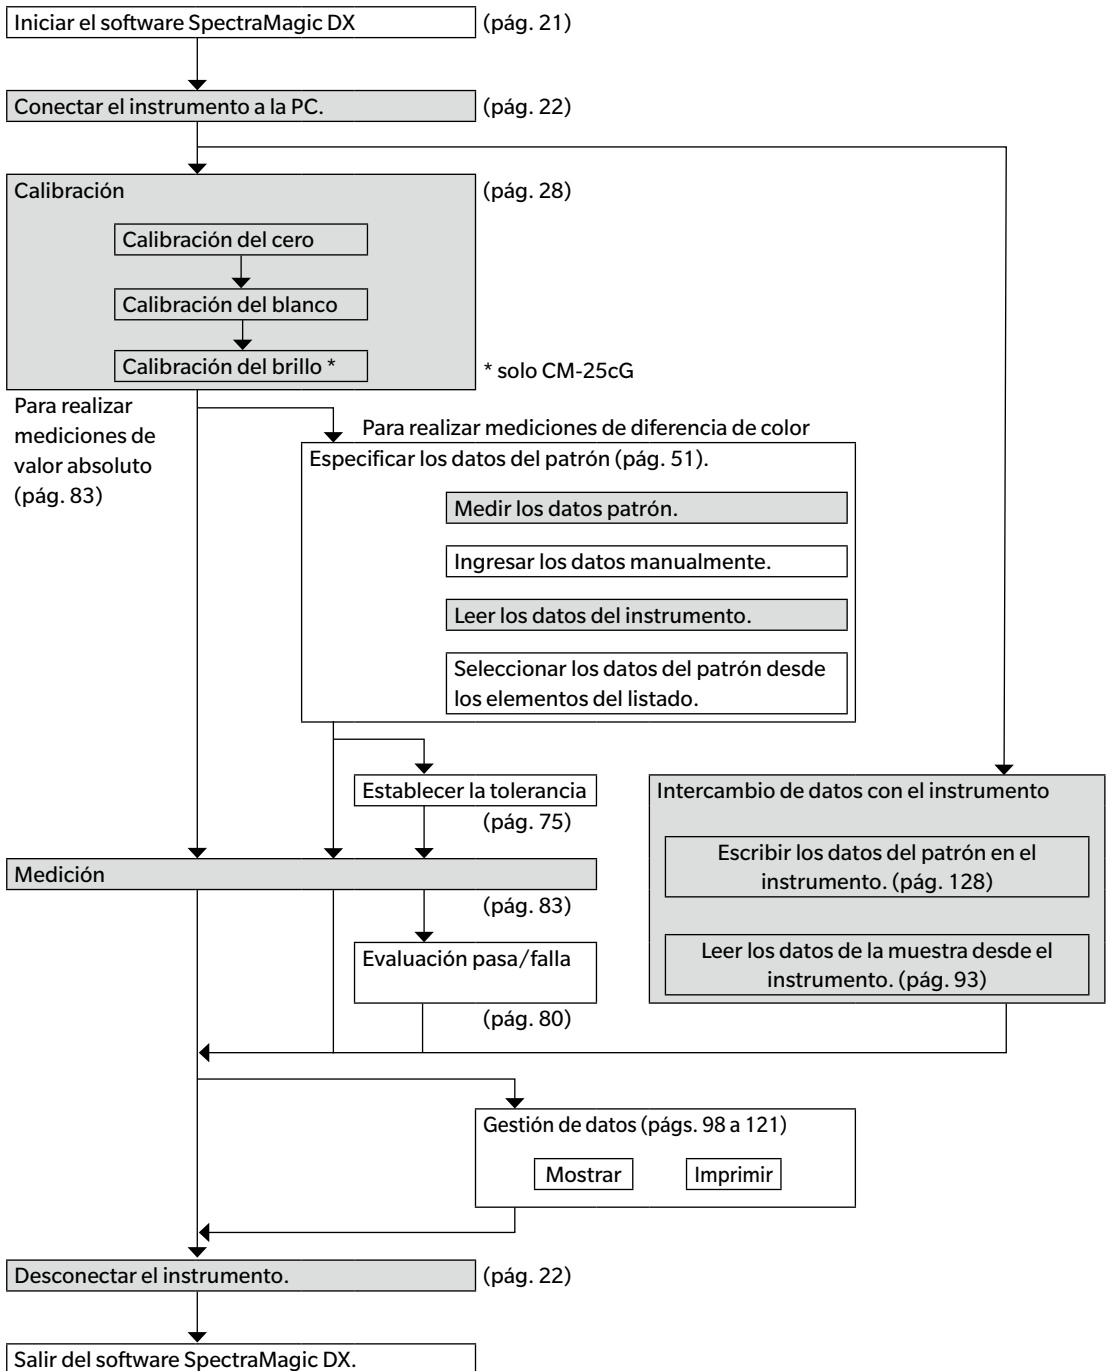 Iniciar el software SpectraMagic DX
(pág. 21)
Conectar el instrumento a la PC.
(pág. 22)
Calibración
(pág. 28)
Calibración del cero
Calibración del blanco
Calibración del brillo *
* solo CM-25cG
Para realizar
mediciones de
valor absoluto
(pág. 83)
Para realizar mediciones de diferencia de color
Especificar los datos del patrón (pág. 51).
Medir los datos patrón.
Ingresar los datos manualmente.
Leer los datos del instrumento.
Seleccionar los datos del patrón desde
los elementos del listado.
Establecer la tolerancia
(pág. 75)
Intercambio de datos con el instrumento
Escribir los datos del patrón en el
instrumento. (pág. 128)
Leer los datos de la muestra desde el
instrumento. (pág. 93)
Medición
(pág. 83)
Evaluación pasa/falla
(pág. 80)
Gestión de datos (págs. 98 a 121)
Mostrar
Imprimir
Desconectar el instrumento.
(pág. 22)
Salir del software SpectraMagic DX.